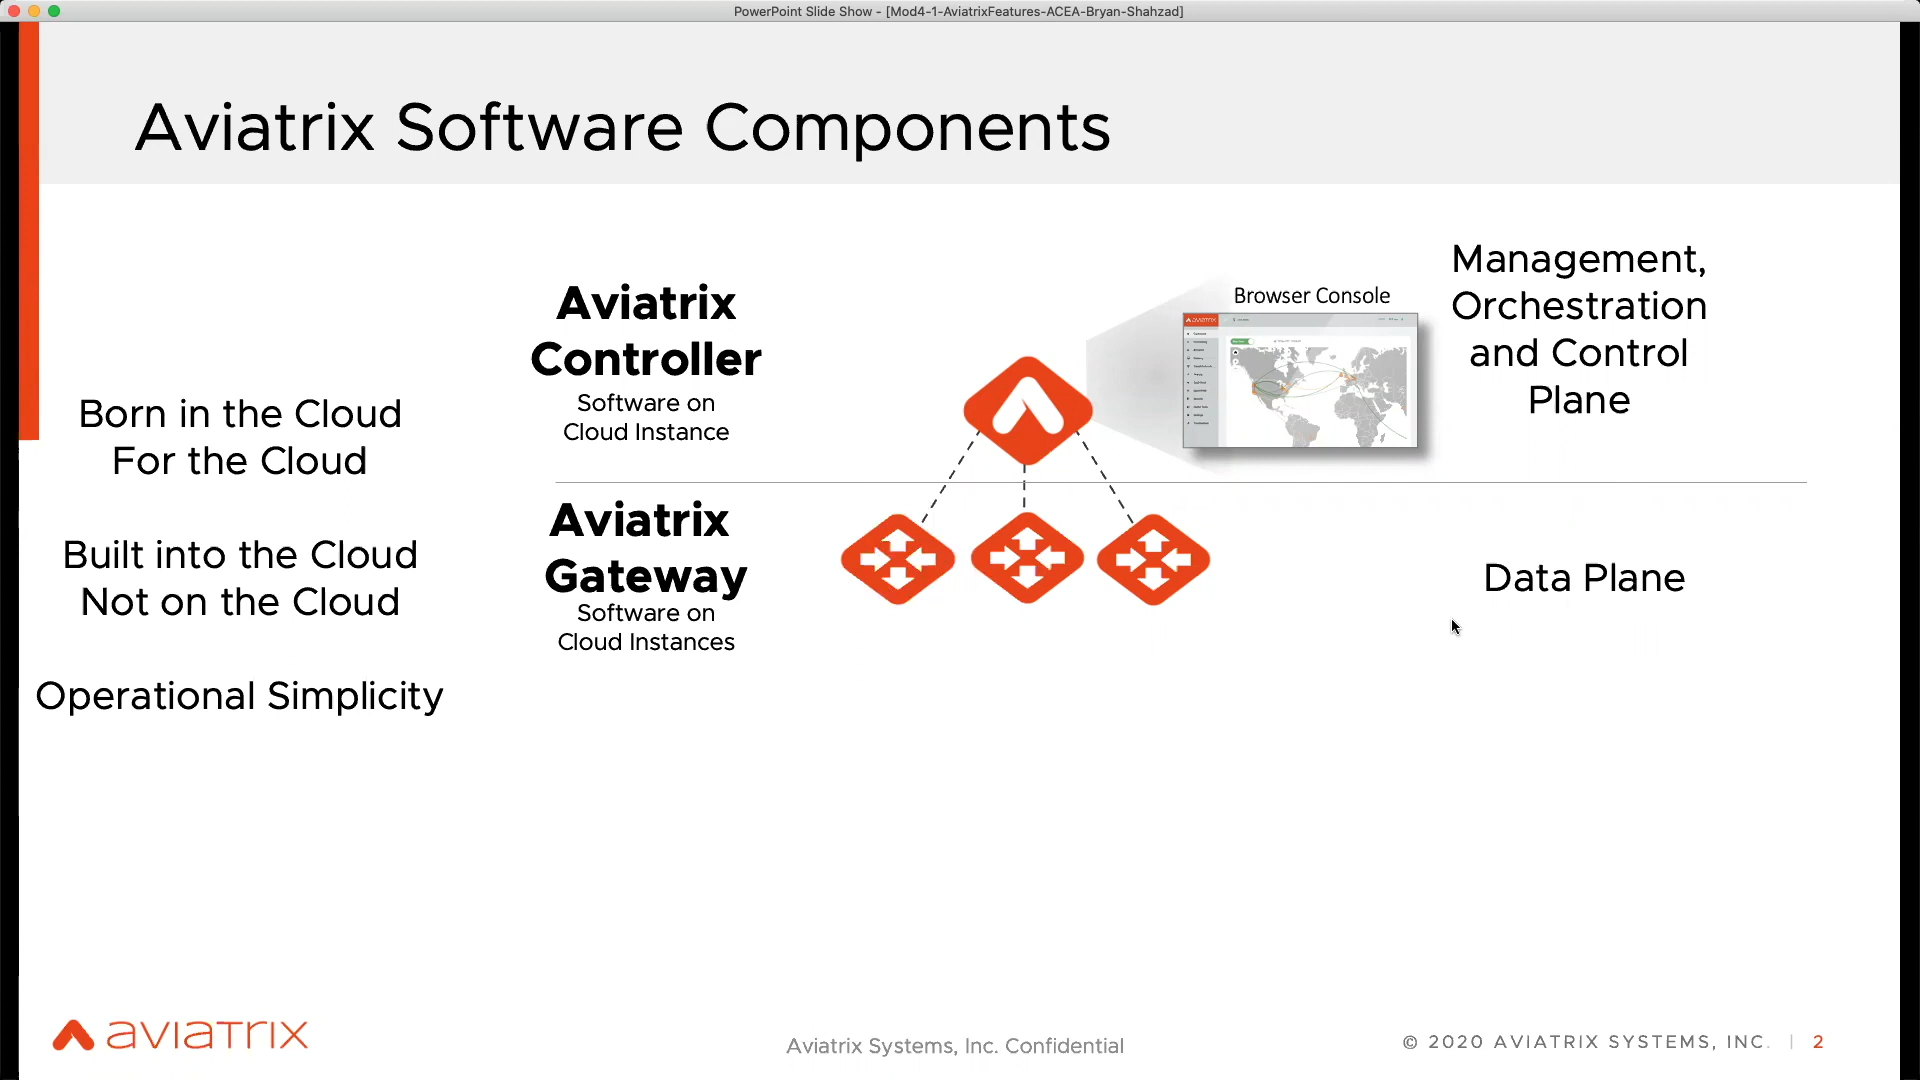 PowerPoint Slide Show - [Mod4-1-AviatrixFeatures-ACEA-Bryan-Shahzad]
Aviatrix Software Components
Born in the Cloud
For the Cloud
Built into the Cloud
Not on the Cloud
Operational Simplicity
Aviatrix
Controller
Software on
Cloud Instance
Browser Console
AVIATRIX
Management,
Orchestration
and Control
Plane
Aviatrix
Gateway
Software on
Cloud Instances
Data Plane
aviatrix
Aviatrix Systems, Inc. Confidential
© 2020 AVIATRIX SYSTEMS, INC. | 2